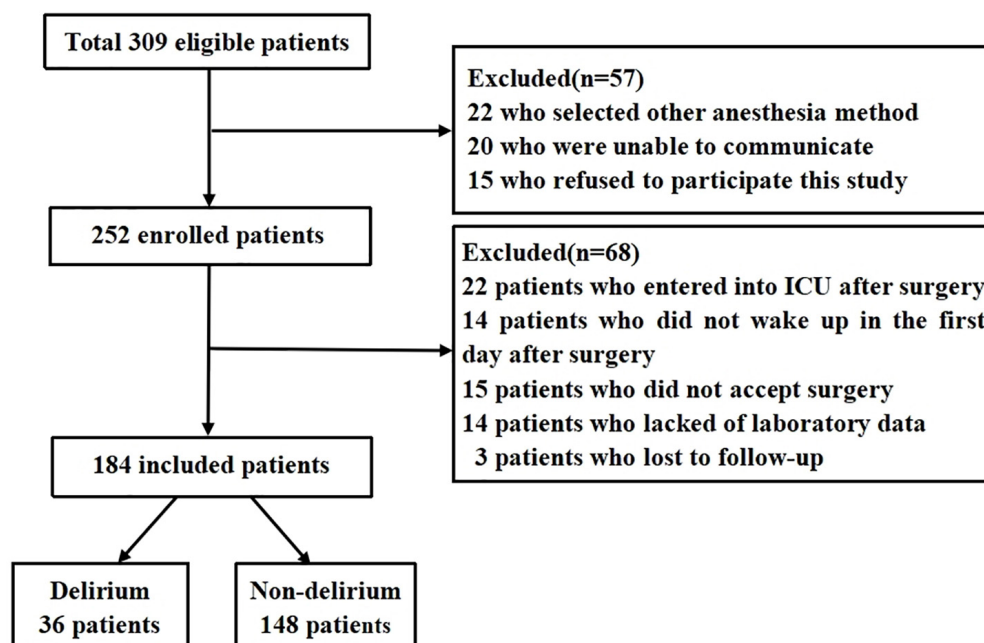 Total 309 eligible patients
Excluded(n=57)
22 who selected other anesthesia method
20 who were unable to communicate
15 who refused to participate this study
252 enrolled patients
Excluded(n=68)
22 patients who entered into ICU after surgery
14 patients who did not wake up in the first
day after surgery
15 patients who did not accept surgery
14 patients who lacked of laboratory data
3 patients who lost to follow-up
184 included patients
Delirium
36 patients
Non-delirium
148 patients